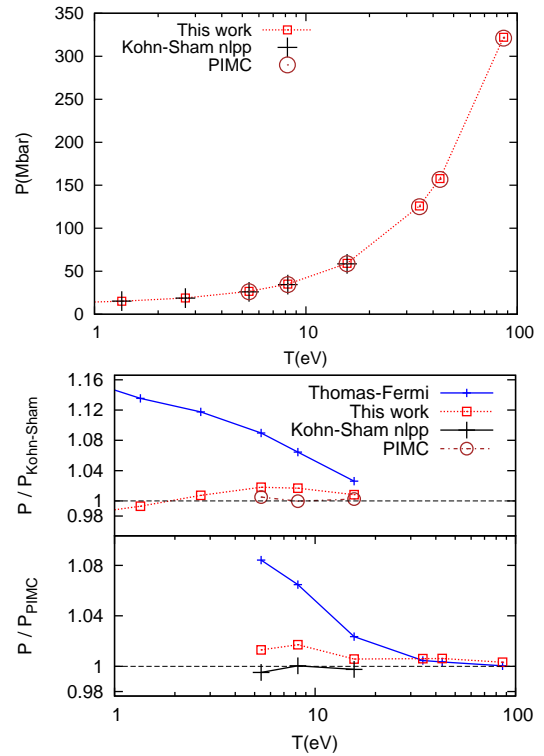 350
300
250
200
150
100
50
0
P(Mbar)
This work
Kohn-Sham nlpp
PIMC
1
10
100
T(eV)
1.16
1.12
1.08
1.04
1
0.98
P / P_Kohn-Sham
Thomas-Fermi
This work
Kohn-Sham nlpp
PIMC
1.08
1.04
1
0.98
P / P_PIMC
1
10
100
T(eV)